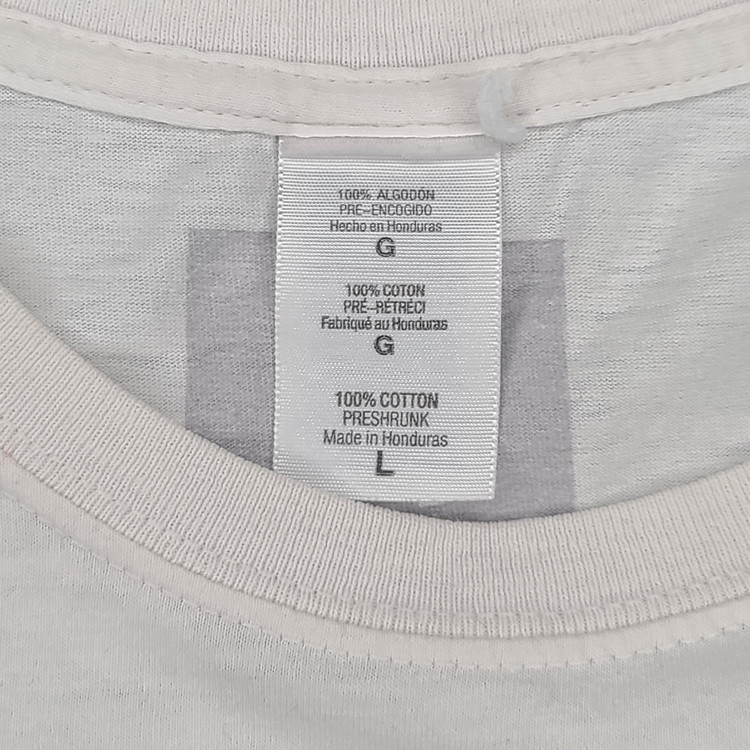 100% ALGODÓN
PRE-ENCOGIDO
Hecho en Honduras
G
100% COTON
PRÉ-RÉTRÉCI
Fabriqué au Honduras
G
100% COTTON
PRESHRUNK
Made in Honduras
L